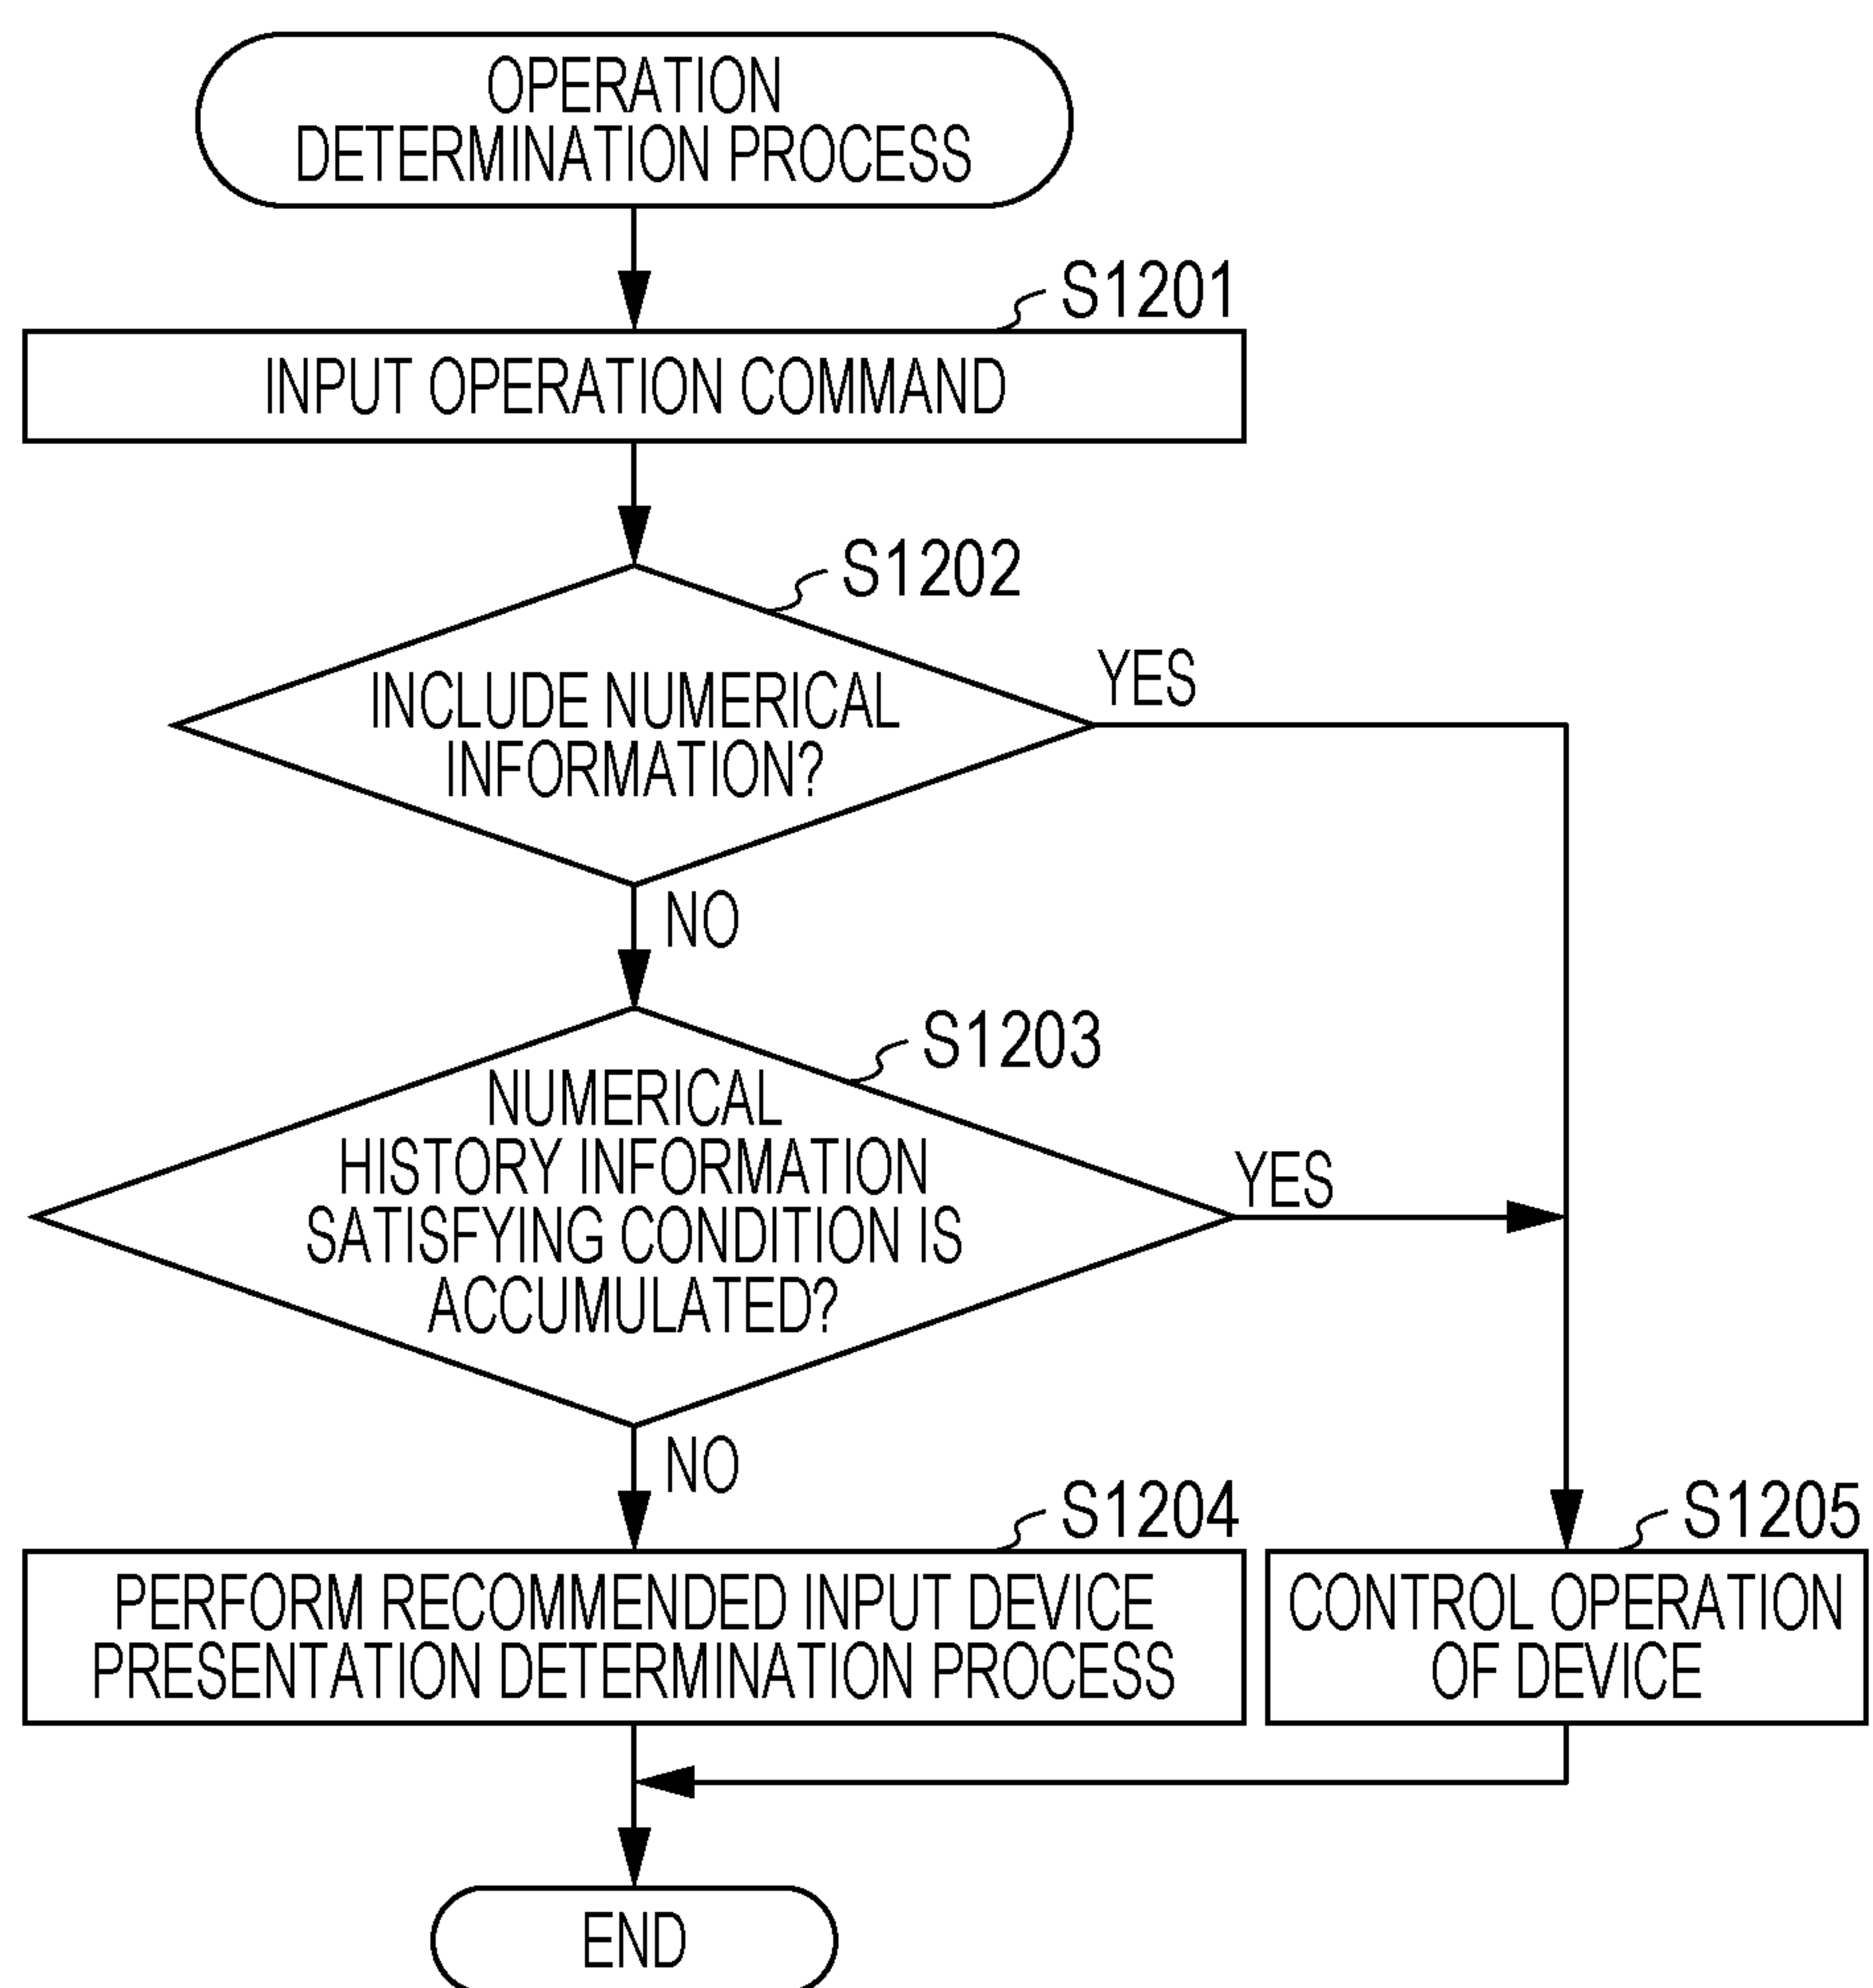 OPERATION
DETERMINATION PROCESS
S1201
INPUT OPERATION COMMAND
S1202
INCLUDE NUMERICAL
INFORMATION?
YES
NO
S1203
NUMERICAL
HISTORY INFORMATION
SATISFYING CONDITION IS
ACCUMULATED?
YES
NO
S1204
PERFORM RECOMMENDED INPUT DEVICE
PRESENTATION DETERMINATION PROCESS
S1205
CONTROL OPERATION
OF DEVICE
END